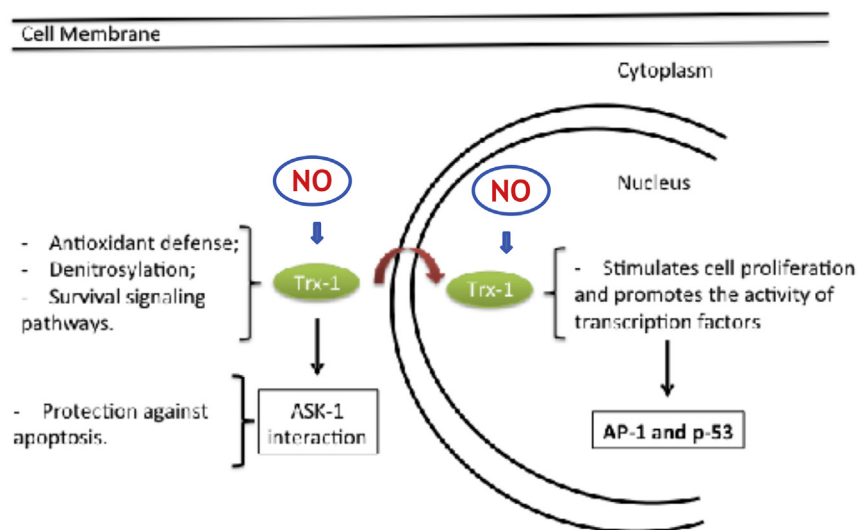 Cell Membrane
Cytoplasm
Nucleus
NO
NO
- Antioxidant defense;
- Denitrosylation;
- Survival signaling
pathways.
Trx-1
Trx-1
- Stimulates cell proliferation
and promotes the activity of
transcription factors
- Protection against
apoptosis.
ASK-1
interaction
AP-1 and p-53